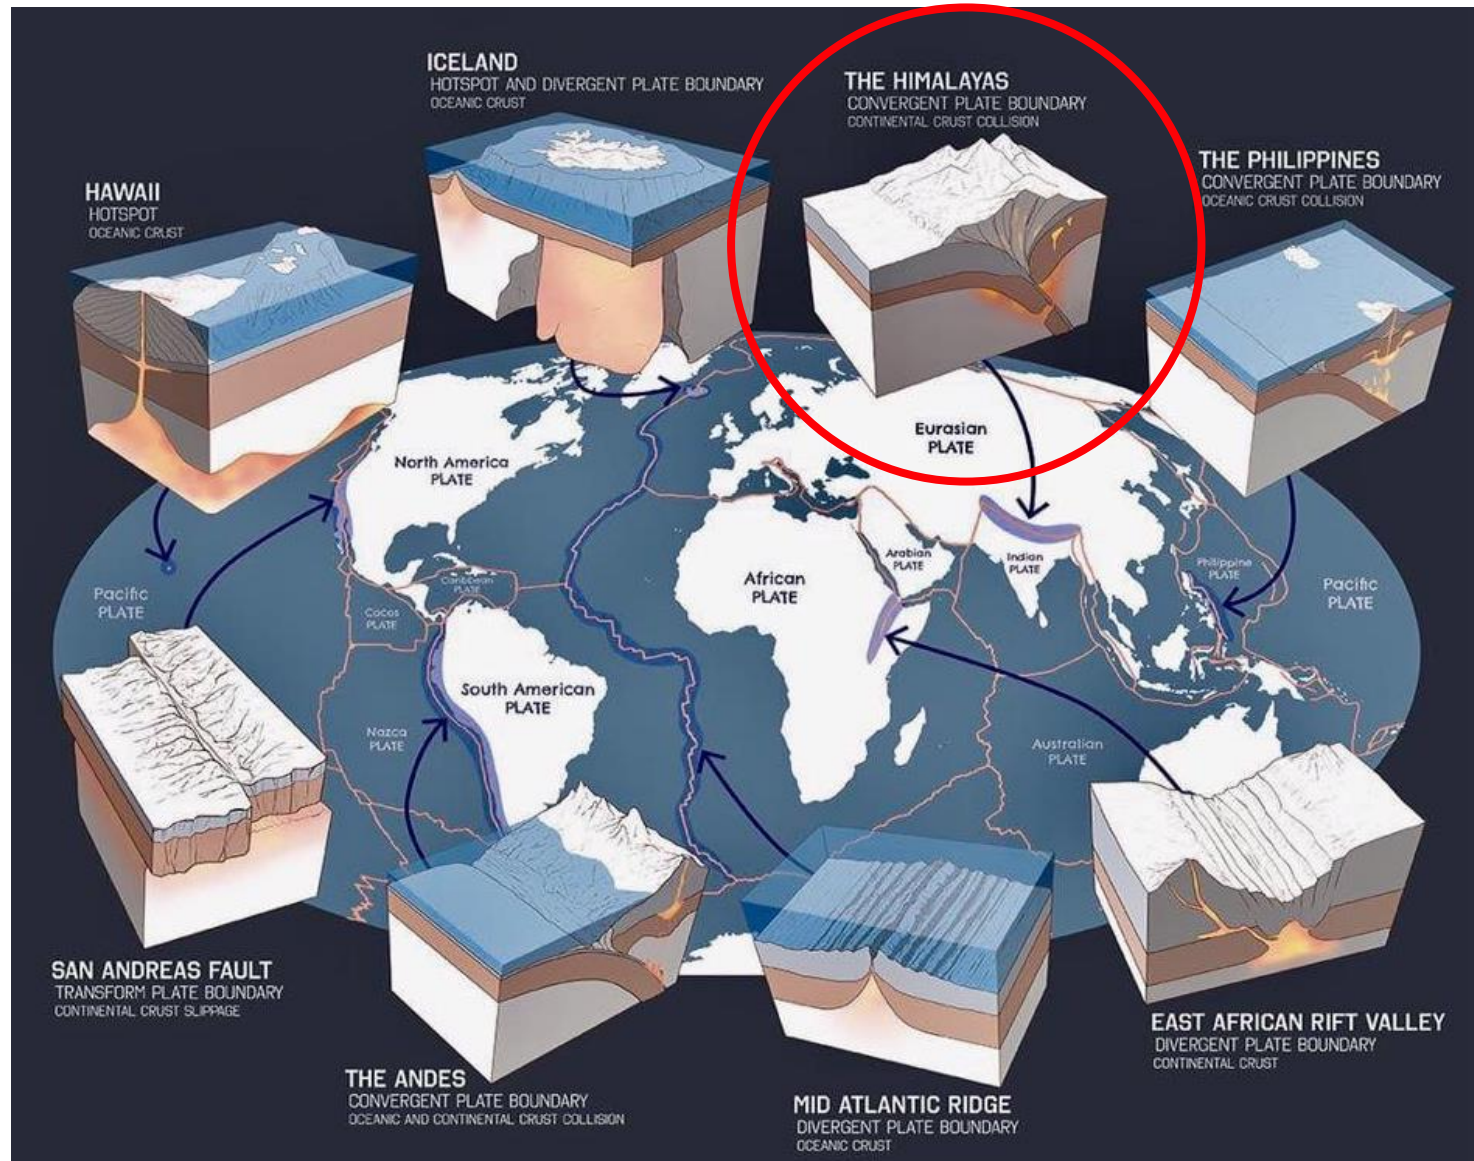 ICELAND
HOTSPOT AND DIVERGENT PLATE BOUNDARY
OCEANIC CRUST
THE HIMALAYAS
CONVERGENT PLATE BOUNDARY
CONTINENTAL CRUST COLLISION
THE PHILIPPINES
CONVERGENT PLATE BOUNDARY
OCEANIC CRUST COLLISION
HAWAII
HOTSPOT
OCEANIC CRUST
Eurasian
PLATE
North America
PLATE
Arabian
PLATE
Indian
PLATE
Philippine
PLATE
Pacific
PLATE
African
PLATE
Caribbean
PLATE
Pacific
PLATE
Cocos
PLATE
South American
PLATE
Nazca
PLATE
Australian
PLATE
SAN ANDREAS FAULT
TRANSFORM PLATE BOUNDARY
CONTINENTAL CRUST SLIPPAGE
THE ANDES
CONVERGENT PLATE BOUNDARY
OCEANIC AND CONTINENTAL CRUST COLLISION
MID ATLANTIC RIDGE
DIVERGENT PLATE BOUNDARY
OCEANIC CRUST
EAST AFRICAN RIFT VALLEY
DIVERGENT PLATE BOUNDARY
CONTINENTAL CRUST